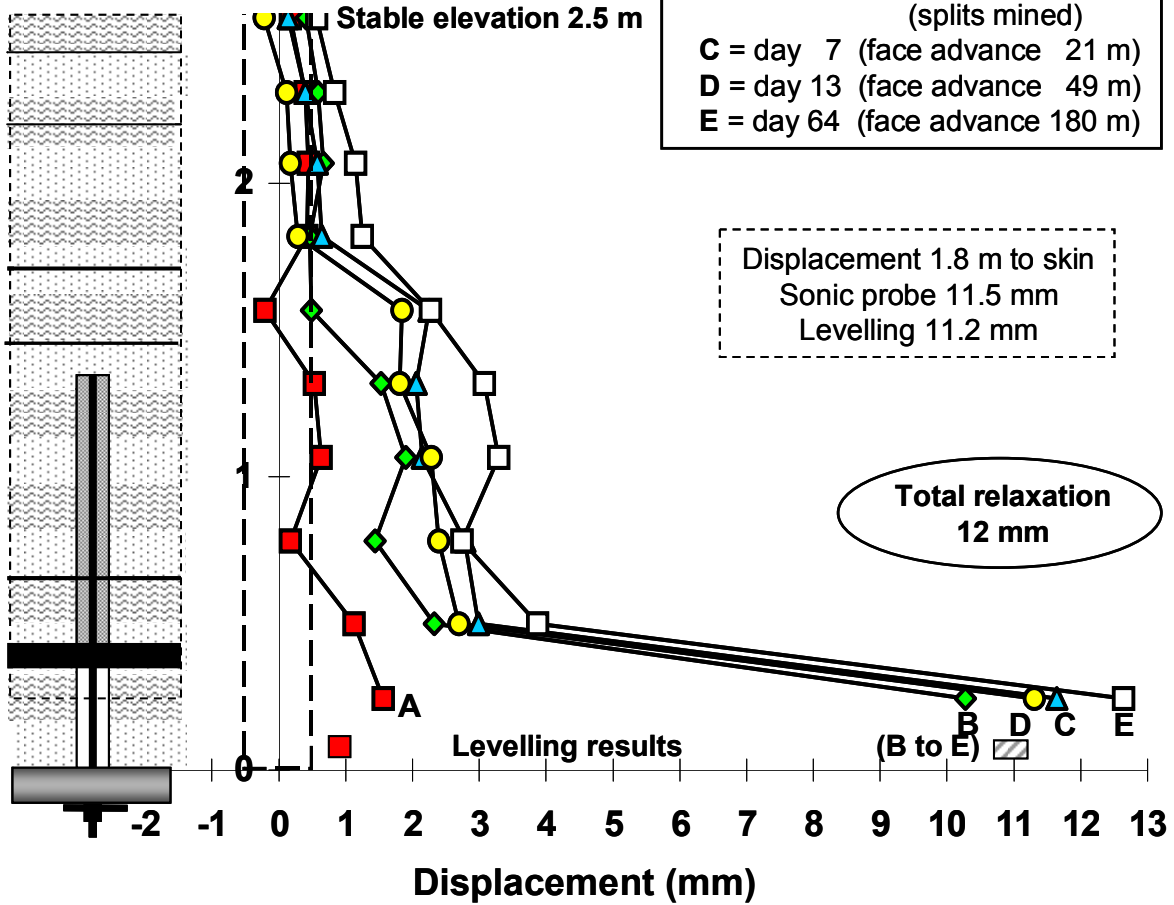 Stable elevation 2.5 m
(splits mined)
C = day 7 (face advance 21 m)
D = day 13 (face advance 49 m)
E = day 64 (face advance 180 m)
2
Displacement 1.8 m to skin
Sonic probe 11.5 mm
Levelling 11.2 mm
1
Total relaxation
12 mm
A
B D C E
Levelling results (B to E)
0
-2 -1 0 1 2 3 4 5 6 7 8 9 10 11 12 13
Displacement (mm)